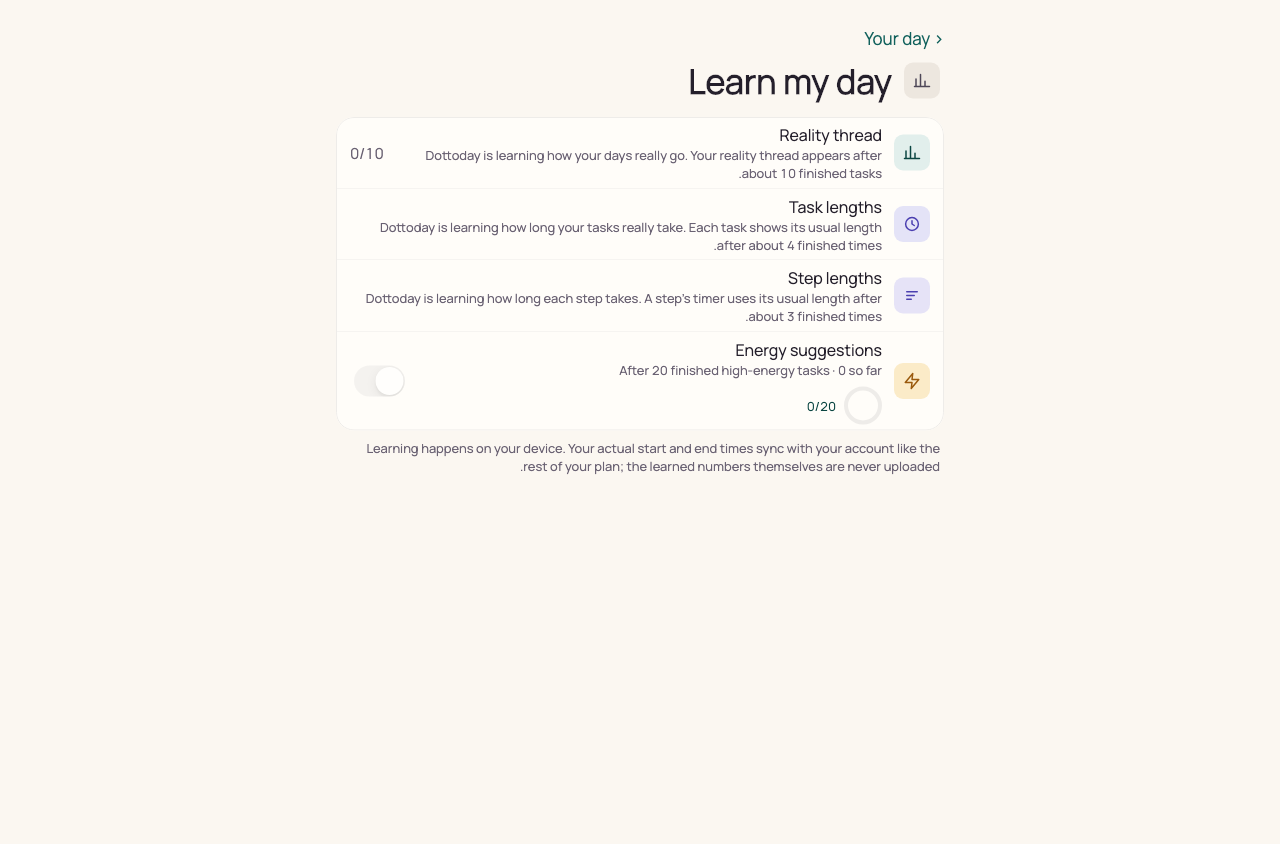 Your day ›
Learn my day
Reality thread
Dottoday is learning how your days really go. Your reality thread appears after
.about 10 finished tasks
0/10
Task lengths
Dottoday is learning how long your tasks really take. Each task shows its usual length
.after about 4 finished times
Step lengths
Dottoday is learning how long each step takes. A step's timer uses its usual length after
.about 3 finished times
Energy suggestions
After 20 finished high-energy tasks · 0 so far
0/20
Learning happens on your device. Your actual start and end times sync with your account like the
.rest of your plan; the learned numbers themselves are never uploaded